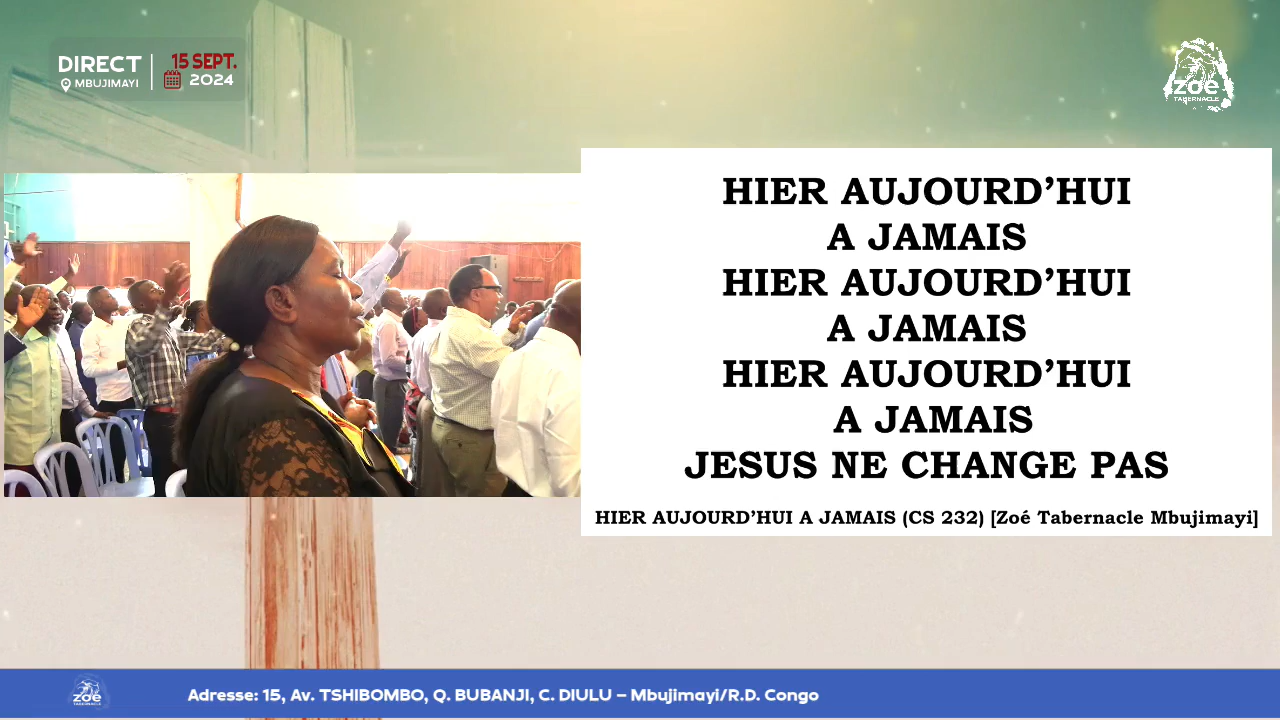 DIRECT
MBUJIMAYI
15 SEPT.
2024
zoé
TABERNACLE
HIER AUJOURD’HUI
A JAMAIS
HIER AUJOURD’HUI
A JAMAIS
HIER AUJOURD’HUI
A JAMAIS
JESUS NE CHANGE PAS
HIER AUJOURD’HUI A JAMAIS (CS 232) [Zoé Tabernacle Mbujimayi]
zoé
TABERNACLE
Adresse: 15, Av. TSHIBOMBO, Q. BUBANJI, C. DIULU – Mbujimayi/R.D. Congo